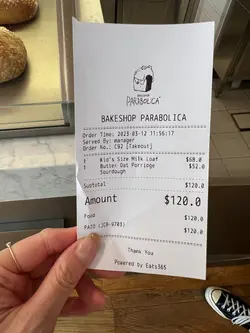 BAKESHOP
PARABOLICA
BAKESHOP PARABOLICA
Order Time: 2023-03-12 11:56:17
Served By: manager
Order No.: C92 [Takeout]
1 Kid's Size Milk Loaf $68.0
1 Butter Oat Porridge $52.0
Sourdough
Subtotal $120.0
Amount $120.0
Food $120.0
PAID (JCB-9703) $120.0
Thank You
Powered by Eats365